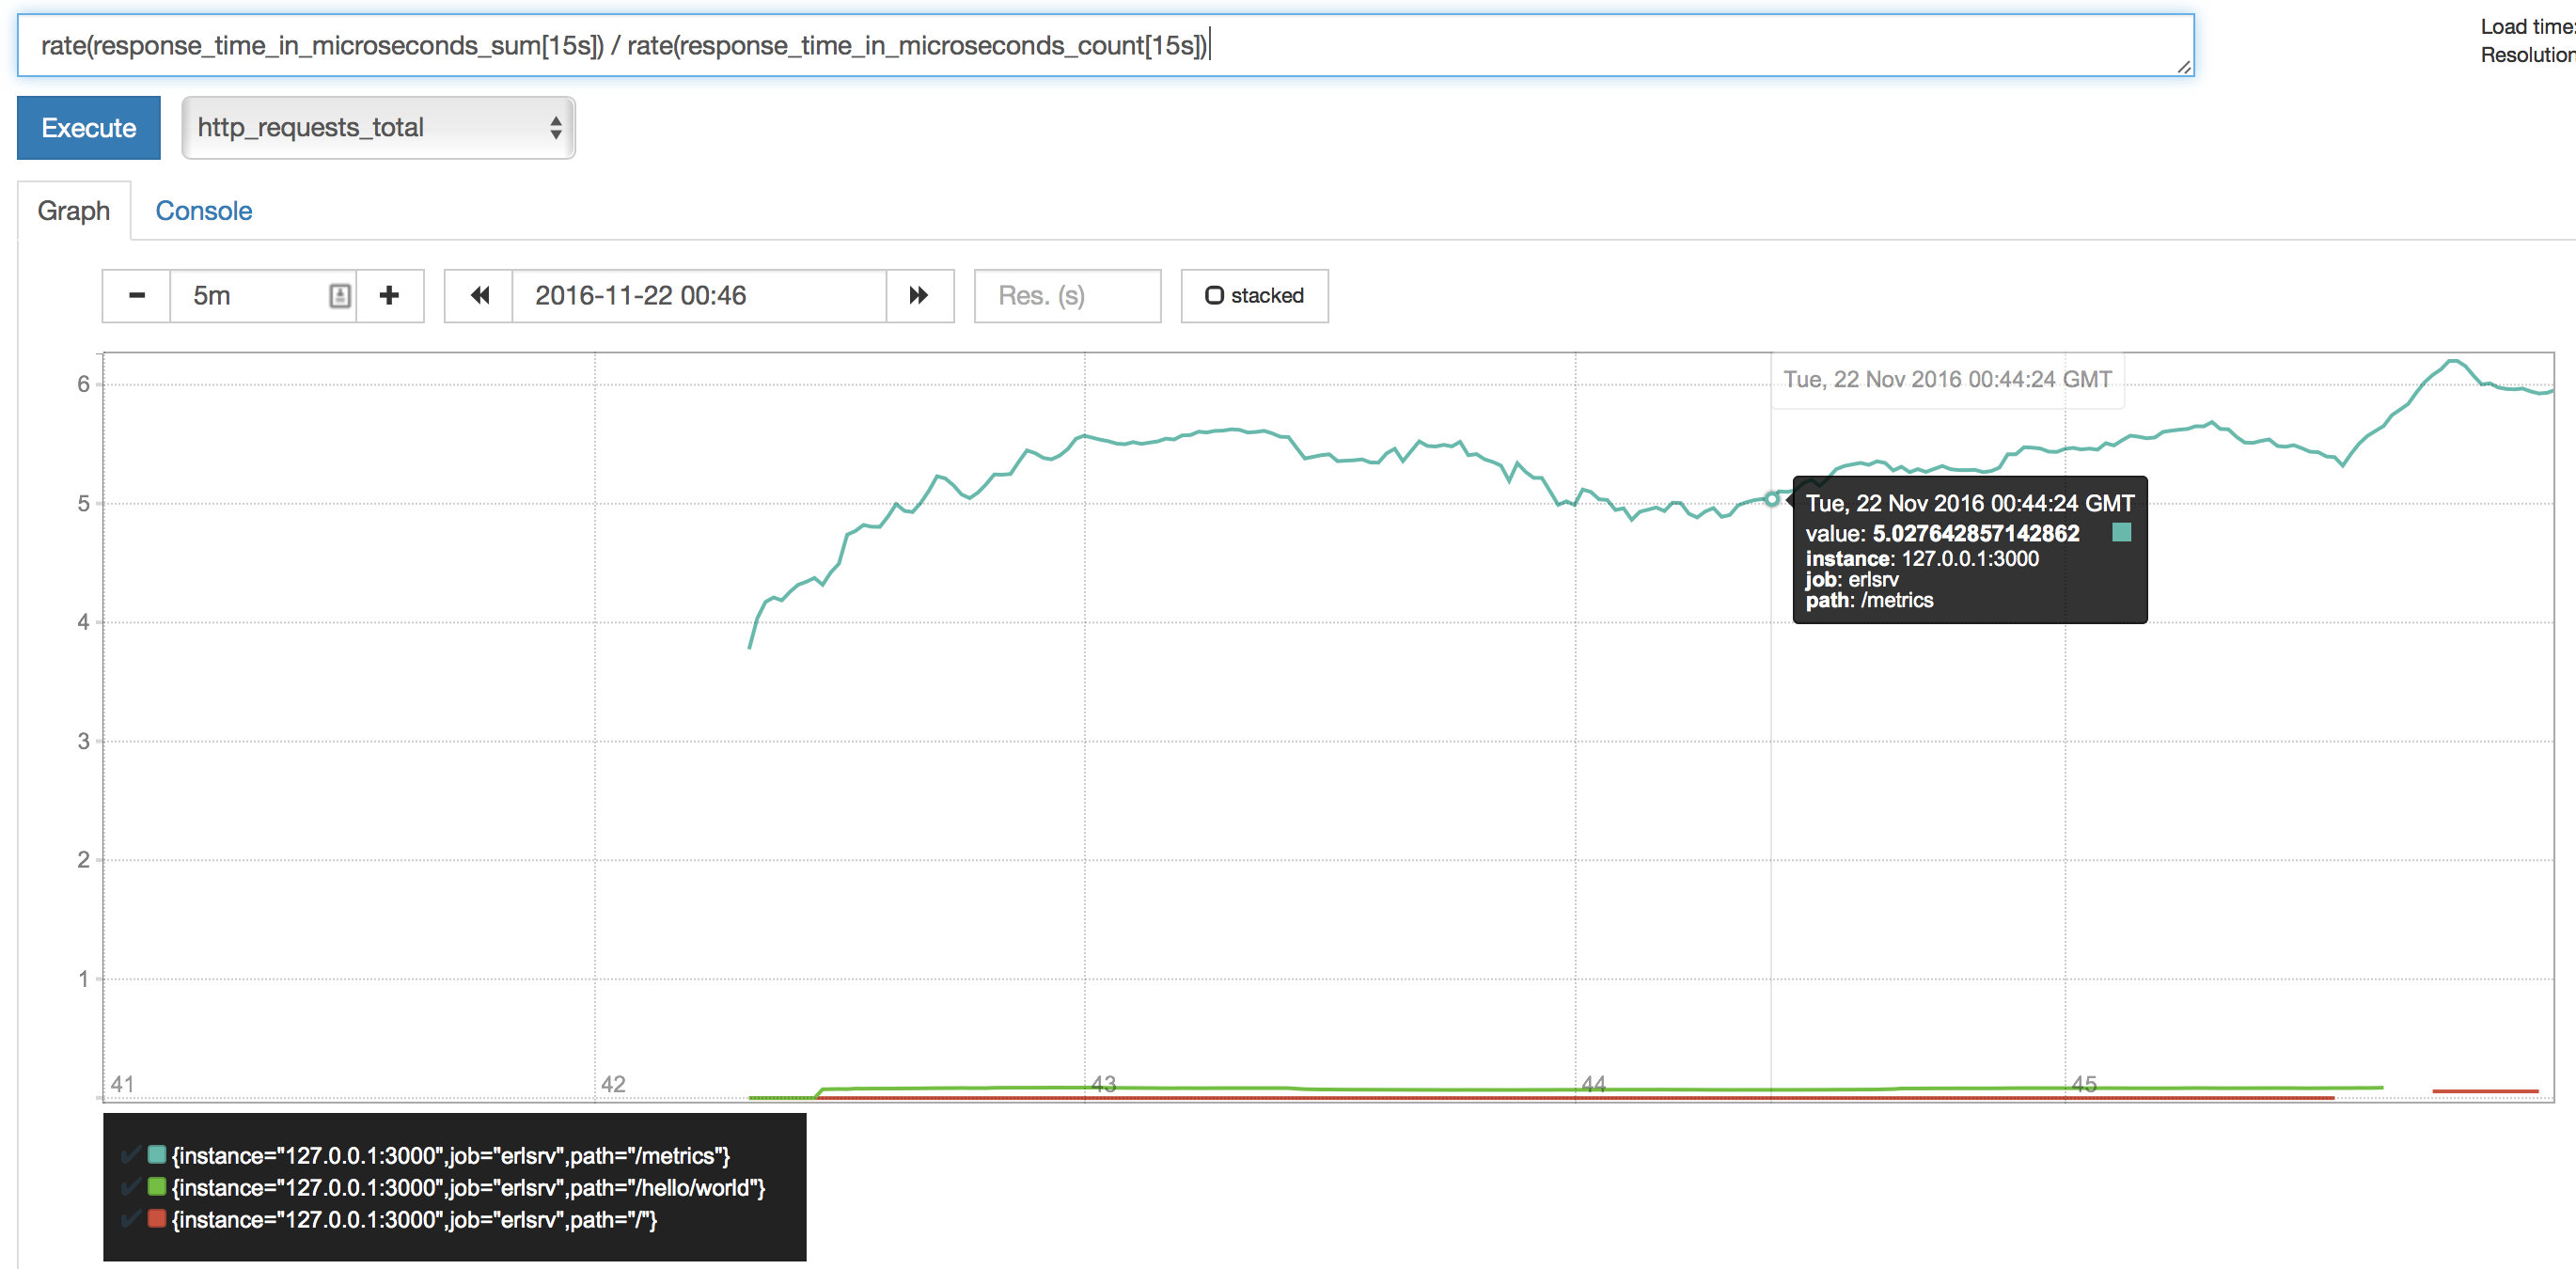 rate(response_time_in_microseconds_sum[15s]) / rate(response_time_in_microseconds_count[15s])
Load time:
Resolution
Execute
http_requests_total
Graph
Console
5m
2016-11-22 00:46
Res. (s)
stacked
6
5
4
3
2
1
Tue, 22 Nov 2016 00:44:24 GMT
Tue, 22 Nov 2016 00:44:24 GMT
value: 5.027642857142862
instance: 127.0.0.1:3000
job: erlsrv
path: /metrics
41
42
43
44
45
{instance="127.0.0.1:3000",job="erlsrv",path="/metrics"}
{instance="127.0.0.1:3000",job="erlsrv",path="/hello/world"}
{instance="127.0.0.1:3000",job="erlsrv",path="/"}